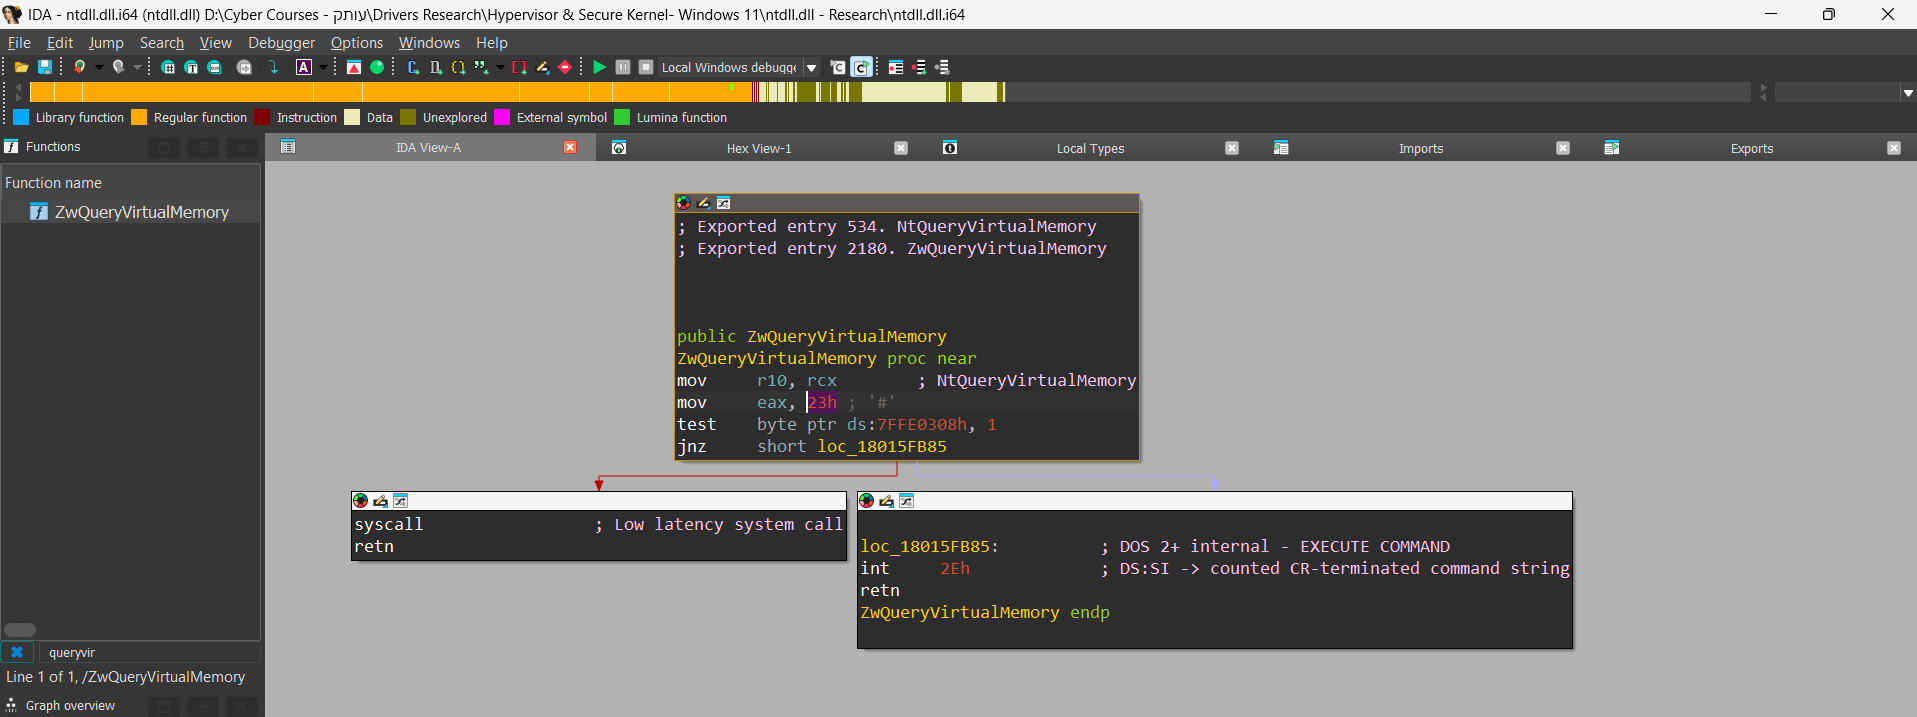 IDA - ntdll.dll.i64 (ntdll.dll) D:\Cyber Courses - עותק\Drivers Research\Hypervisor & Secure Kernel- Windows 11\ntdll.dll - Research\ntdll.dll.i64
File Edit Jump Search View Debugger Options Windows Help
Local Windows debugge
Library function Regular function Instruction Data Unexplored External symbol Lumina function
Functions
IDA View-A
Hex View-1
Local Types
Imports
Exports
Function name
ZwQueryVirtualMemory
; Exported entry 534. NtQueryVirtualMemory
; Exported entry 2180. ZwQueryVirtualMemory
public ZwQueryVirtualMemory
ZwQueryVirtualMemory proc near
mov r10, rcx ; NtQueryVirtualMemory
mov eax, 23h ; '#'
test byte ptr ds:7FFE0308h, 1
jnz short loc_18015FB85
syscall ; Low latency system call
retn
loc_18015FB85: ; DOS 2+ internal - EXECUTE COMMAND
int 2Eh ; DS:SI -> counted CR-terminated command string
retn
ZwQueryVirtualMemory endp
queryvir
Line 1 of 1, /ZwQueryVirtualMemory
Graph overview